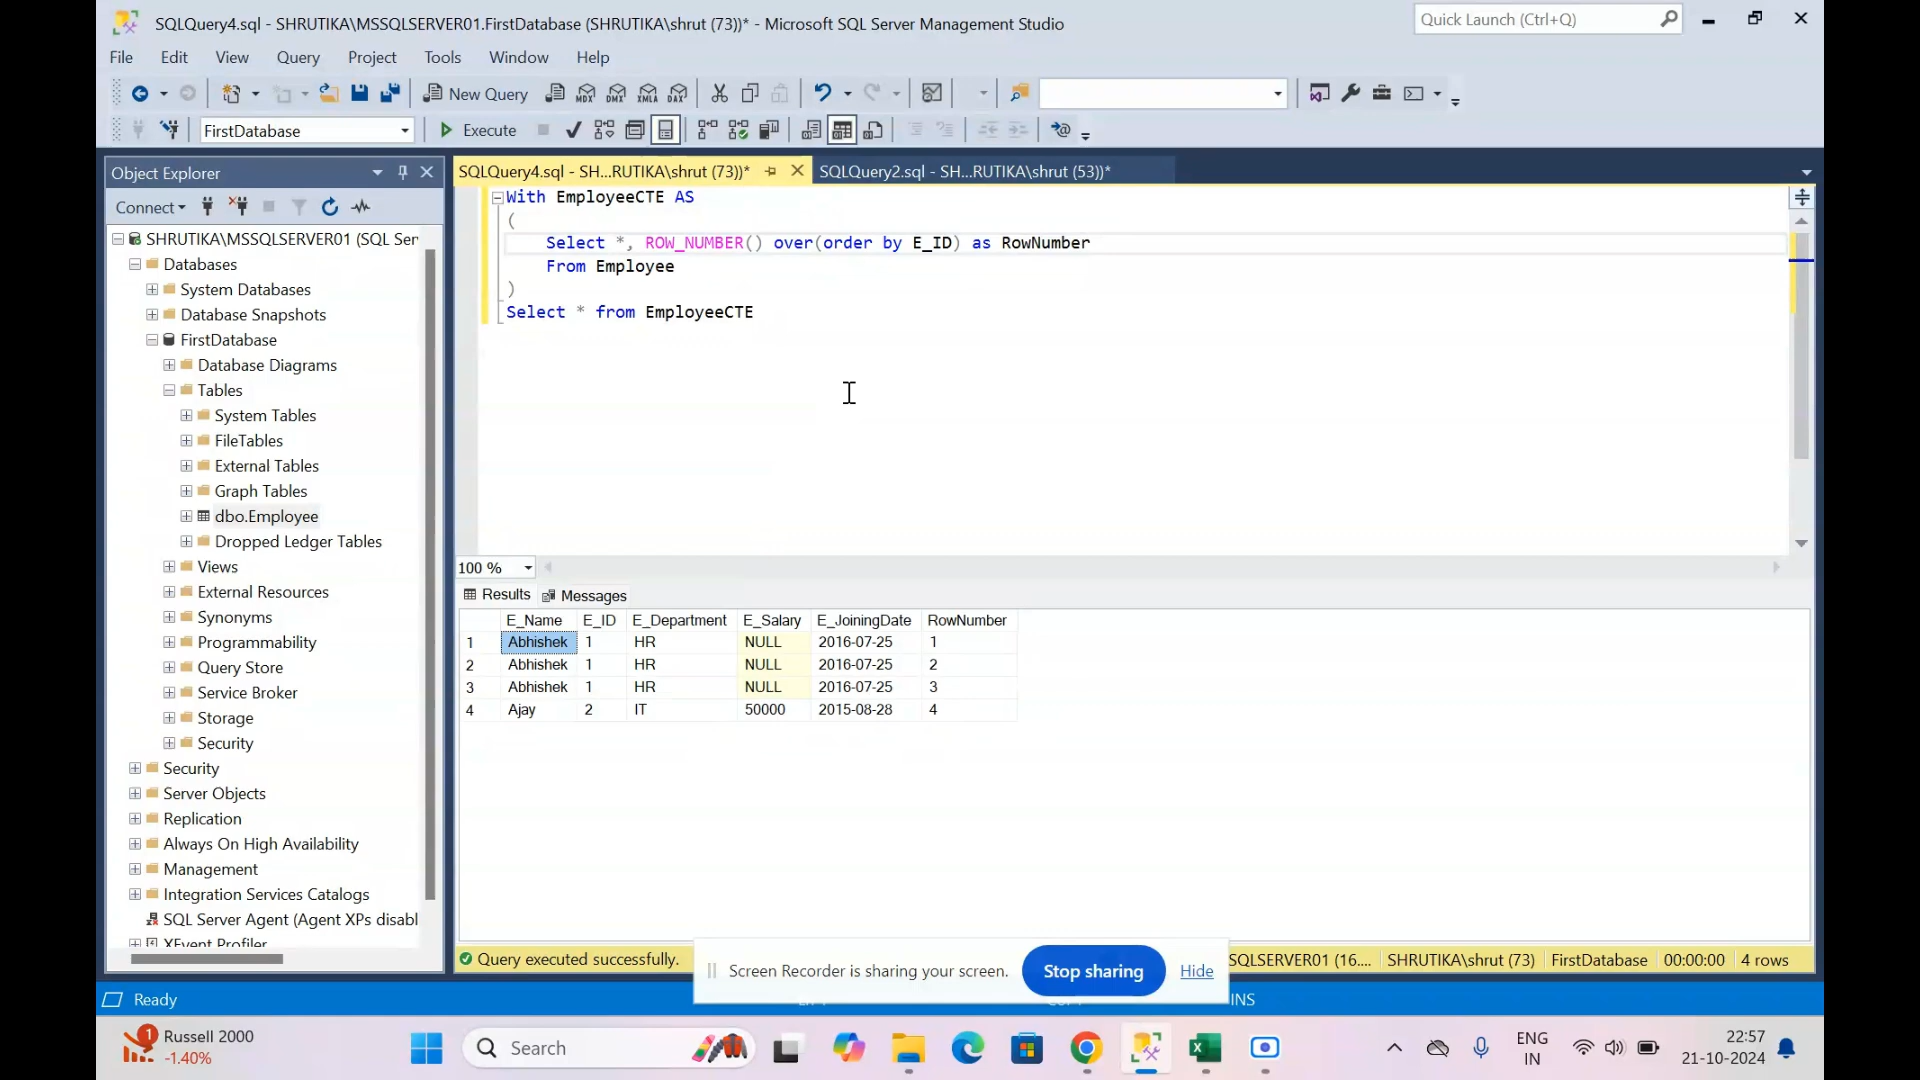 SQLQuery4.sql - SHRUTIKA\MSSQLSERVER01.FirstDatabase (SHRUTIKA\shrut (73))* - Microsoft SQL Server Management Studio
Quick Launch (Ctrl+Q)
File Edit View Query Project Tools Window Help
New Query
MDX DMX XMLA DAX
FirstDatabase
Execute
Object Explorer
SQLQuery4.sql - SH...RUTIKA\shrut (73))*
SQLQuery2.sql - SH...RUTIKA\shrut (53))*
Connect
SHRUTIKA\MSSQLSERVER01 (SQL Ser
Databases
System Databases
Database Snapshots
FirstDatabase
Database Diagrams
Tables
System Tables
FileTables
External Tables
Graph Tables
dbo.Employee
Dropped Ledger Tables
Views
External Resources
Synonyms
Programmability
Query Store
Service Broker
Storage
Security
Security
Server Objects
Replication
Always On High Availability
Management
Integration Services Catalogs
SQL Server Agent (Agent XPs disabl
XEvent Profiler
With EmployeeCTE AS
(
Select *, ROW_NUMBER() over(order by E_ID) as RowNumber
From Employee
)
Select * from EmployeeCTE
100 %
Results Messages
E_Name E_ID E_Department E_Salary E_JoiningDate RowNumber
1 Abhishek 1 HR NULL 2016-07-25 1
2 Abhishek 1 HR NULL 2016-07-25 2
3 Abhishek 1 HR NULL 2016-07-25 3
4 Ajay 2 IT 50000 2015-08-28 4
Query executed successfully.
SQLSERVER01 (16.... SHRUTIKA\shrut (73) FirstDatabase 00:00:00 4 rows
Screen Recorder is sharing your screen. Stop sharing Hide
Ready
INS
1
Russell 2000
-1.40%
Search
ENG
IN
22:57
21-10-2024